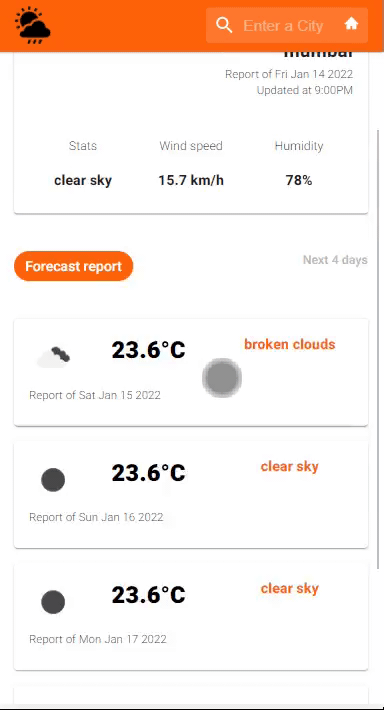 Enter a City
mumbai
Report of Fri Jan 14 2022
Updated at 9:00PM
Stats Wind speed Humidity
clear sky 15.7 km/h 78%
Forecast report Next 4 days
23.6°C broken clouds
Report of Sat Jan 15 2022
23.6°C clear sky
Report of Sun Jan 16 2022
23.6°C clear sky
Report of Mon Jan 17 2022